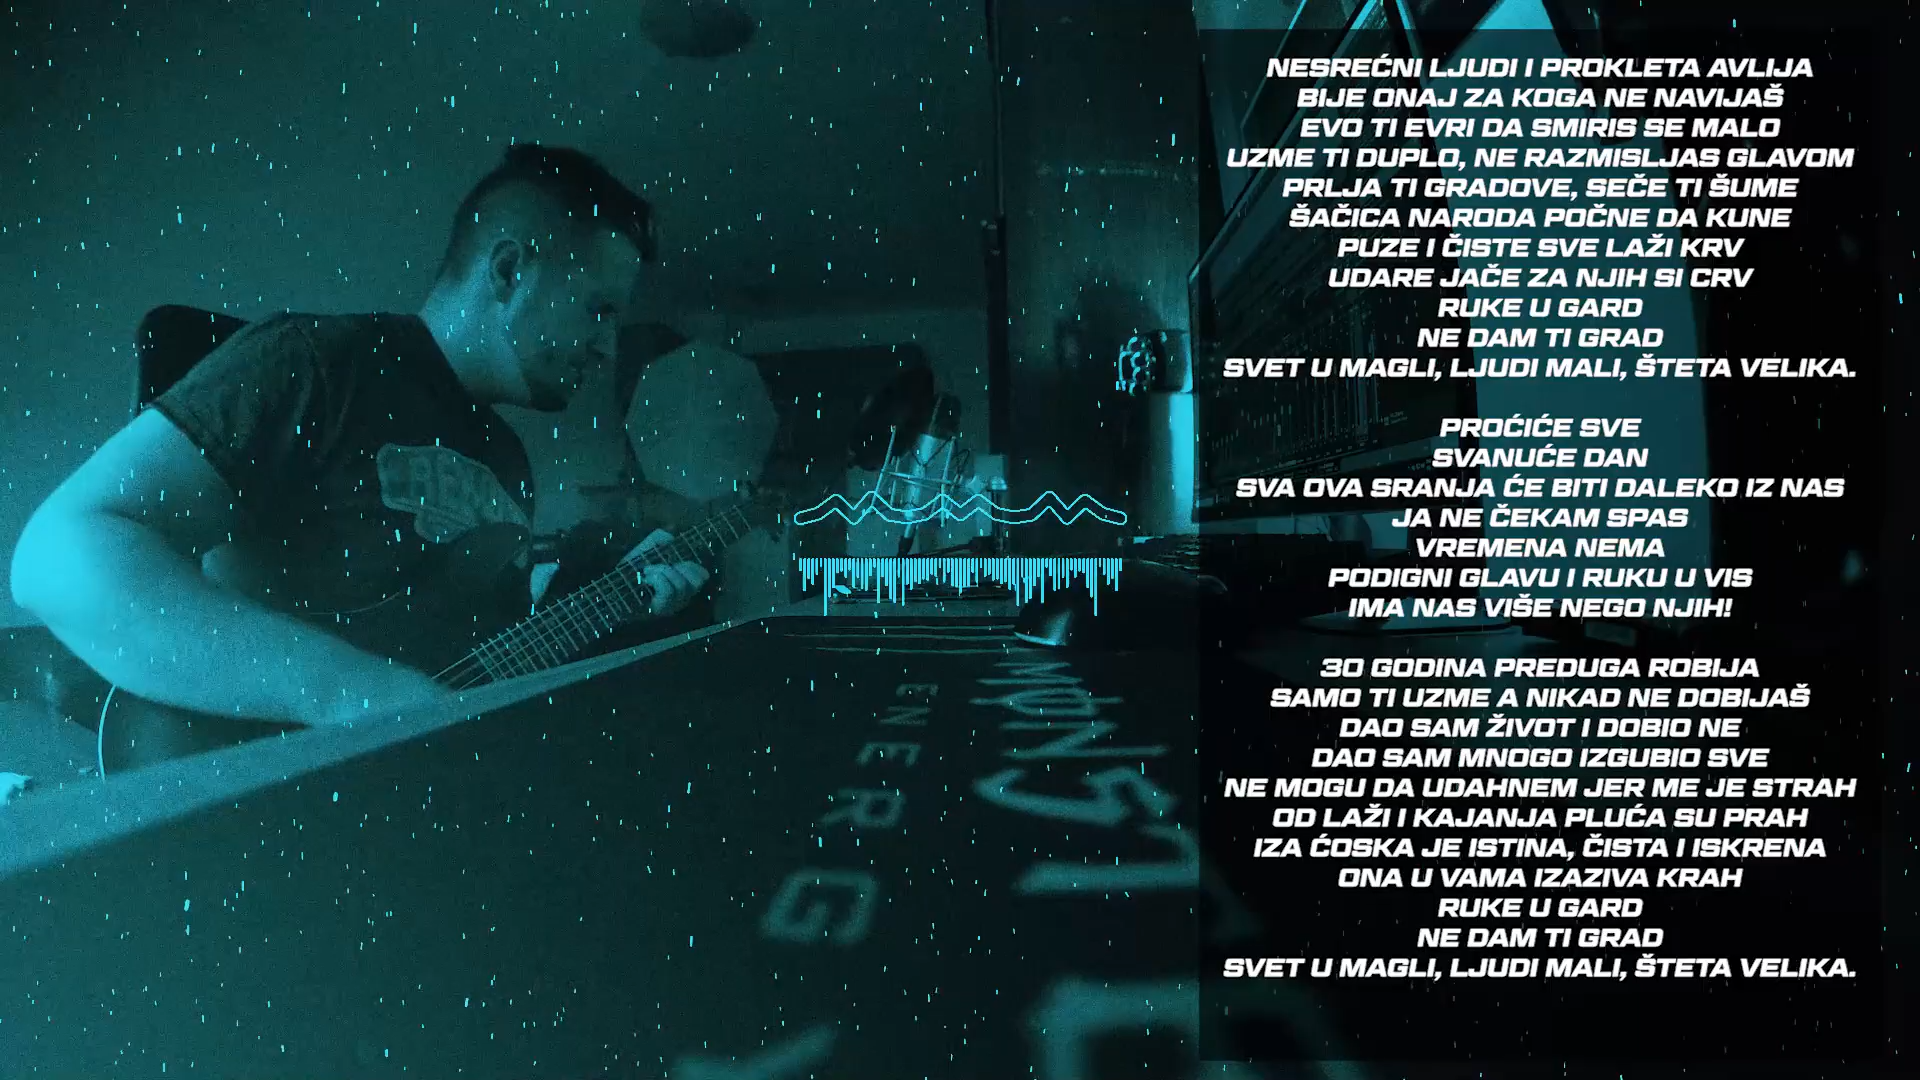 NESREĆNI LJUDI I PROKLETA AVLIJA
BIJE ONAJ ZA KOGA NE NAVIJAŠ
EVO TI EVRI DA SMIRIS SE MALO
UZME TI DUPLO, NE RAZMISLJAS GLAVOM
PRLJA TI GRADOVE, SEČE TI ŠUME
ŠAČICA NARODA POČNE DA KUNE
PUZE I ČISTE SVE LAŽI KRV
UDARE JAČE ZA NJIH SI CRV
RUKE U GARD
NE DAM TI GRAD
SVET U MAGLI, LJUDI MALI, ŠTETA VELIKA.
PROĆIĆE SVE
SVANUĆE DAN
SVA OVA SRANJA ĆE BITI DALEKO IZ NAS
JA NE ČEKAM SPAS
VREMENA NEMA
PODIGNI GLAVU I RUKU U VIS
IMA NAS VIŠE NEGO NJIH!
30 GODINA PREDUGA ROBIJA
SAMO TI UZME A NIKAD NE DOBIJAŠ
DAO SAM ŽIVOT I DOBIO NE
DAO SAM MNOGO IZGUBIO SVE
NE MOGU DA UDAHNEM JER ME JE STRAH
OD LAŽI I KAJANJA PLUĆA SU PRAH
IZA ĆOSKA JE ISTINA, ČISTA I ISKRENA
ONA U VAMA IZAZIVA KRAH
RUKE U GARD
NE DAM TI GRAD
SVET U MAGLI, LJUDI MALI, ŠTETA VELIKA.
ENERGY